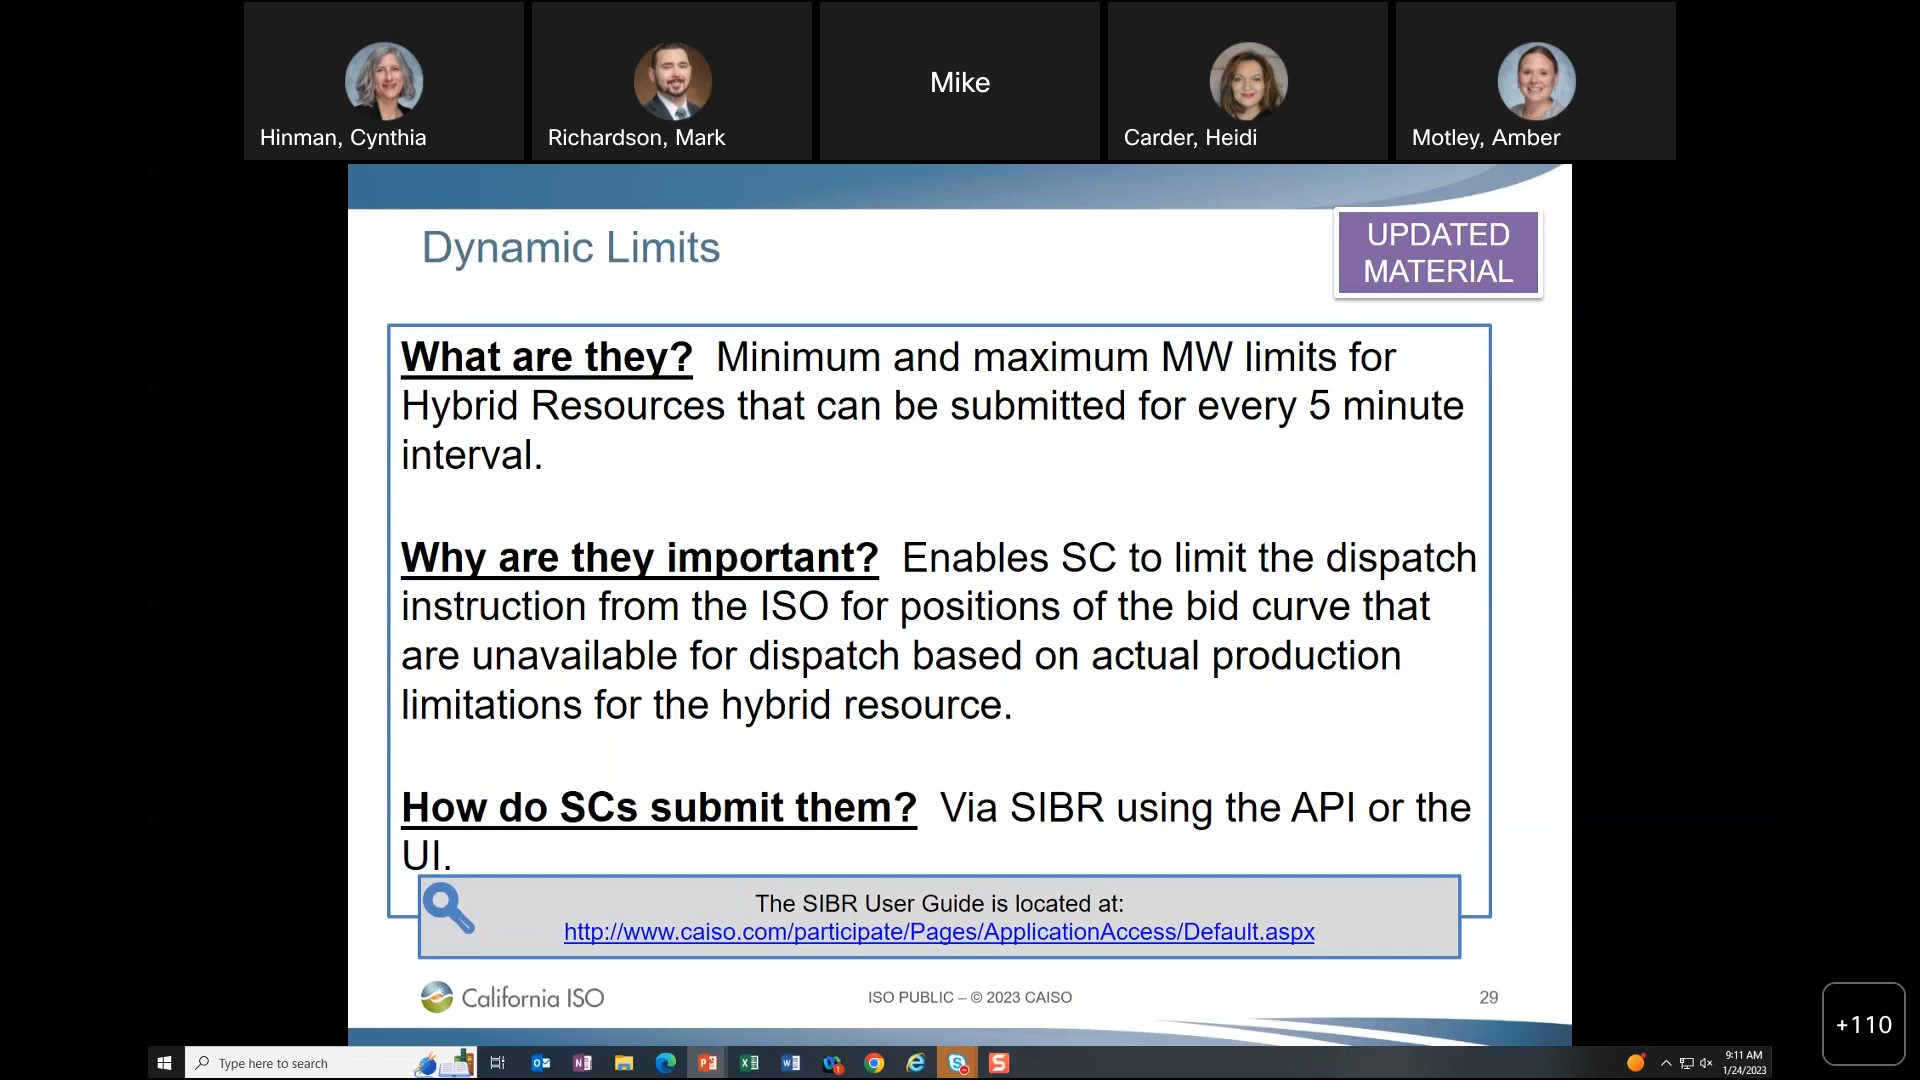 Hinman, Cynthia
Richardson, Mark
Mike
Carder, Heidi
Motley, Amber
Dynamic Limits
UPDATED
MATERIAL
What are they? Minimum and maximum MW limits for
Hybrid Resources that can be submitted for every 5 minute
interval.
Why are they important? Enables SC to limit the dispatch
instruction from the ISO for positions of the bid curve that
are unavailable for dispatch based on actual production
limitations for the hybrid resource.
How do SCs submit them? Via SIBR using the API or the
UI.
The SIBR User Guide is located at:
http://www.caiso.com/participate/Pages/ApplicationAccess/Default.aspx
California ISO
ISO PUBLIC – © 2023 CAISO
29
+110
Type here to search
9:11 AM
1/24/2023